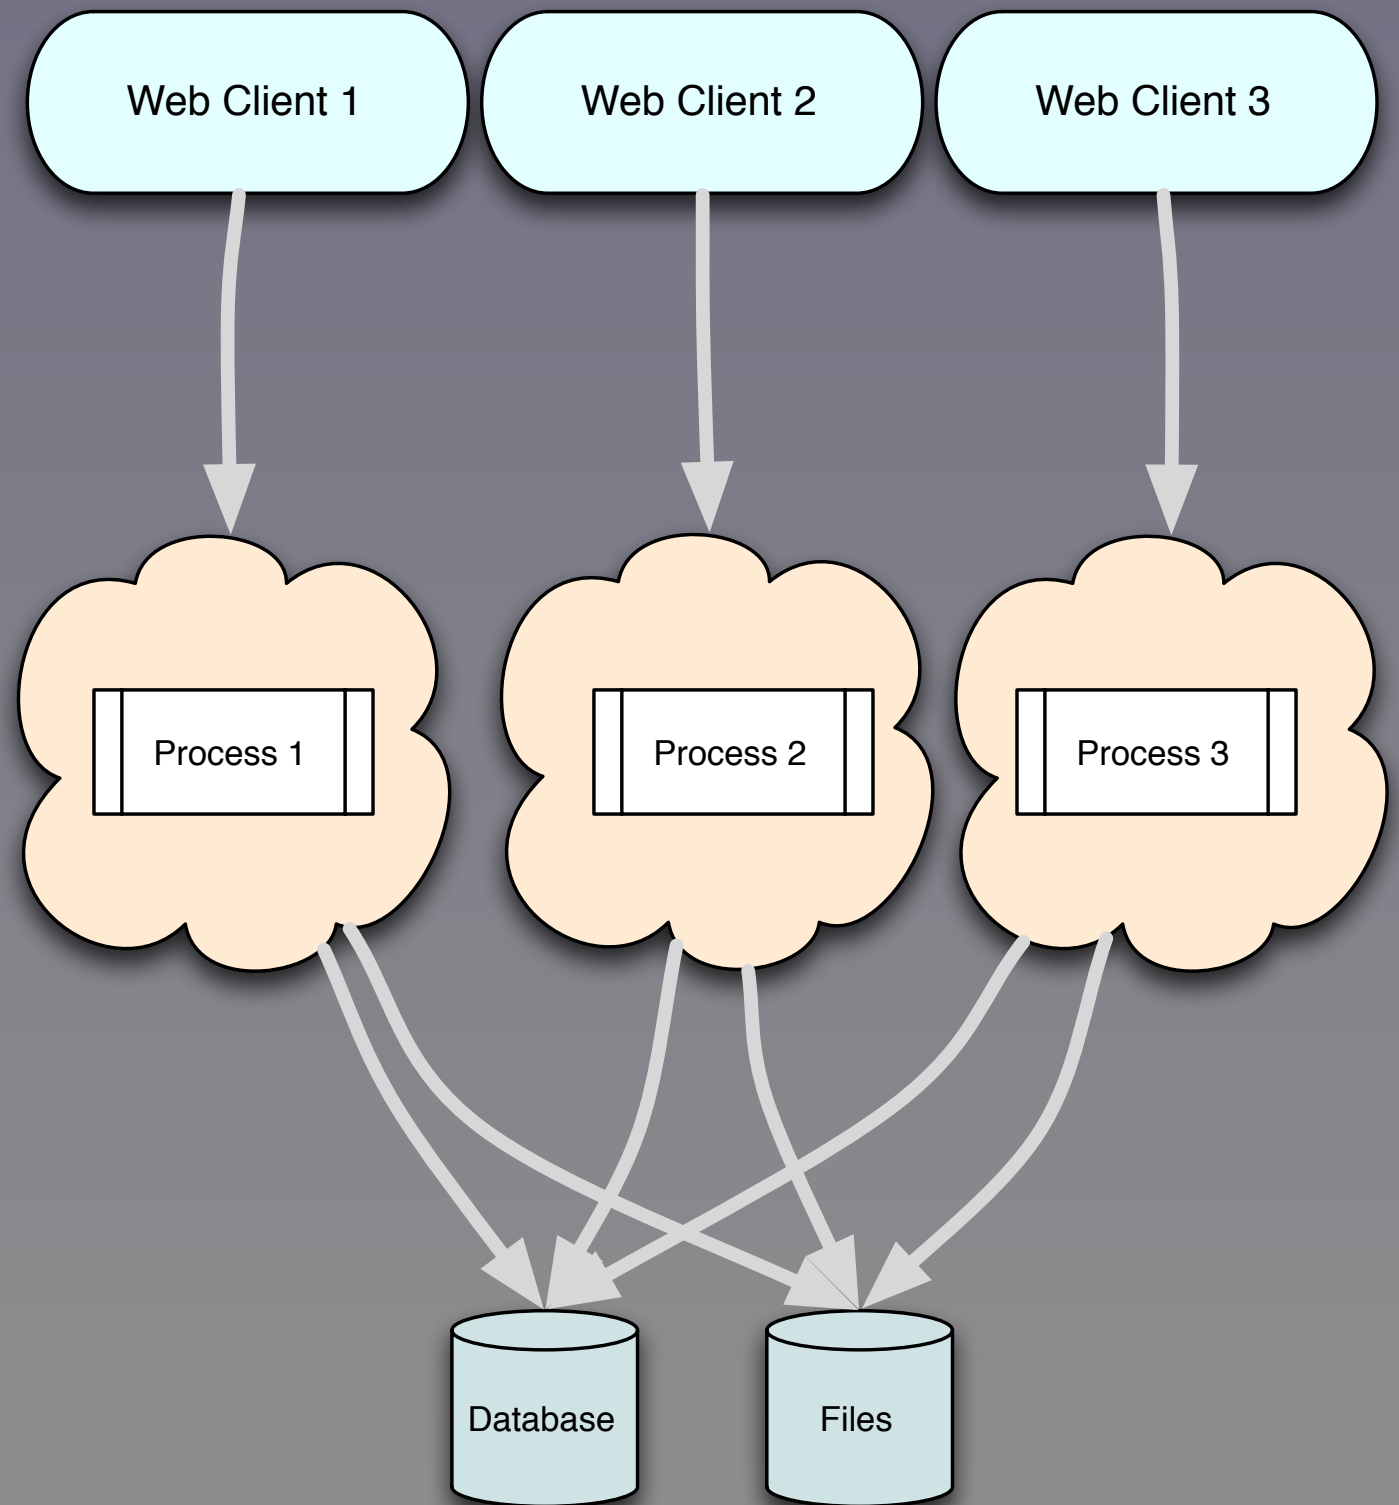 Web Client 1
Web Client 2
Web Client 3
Process 1
Process 2
Process 3
Database
Files